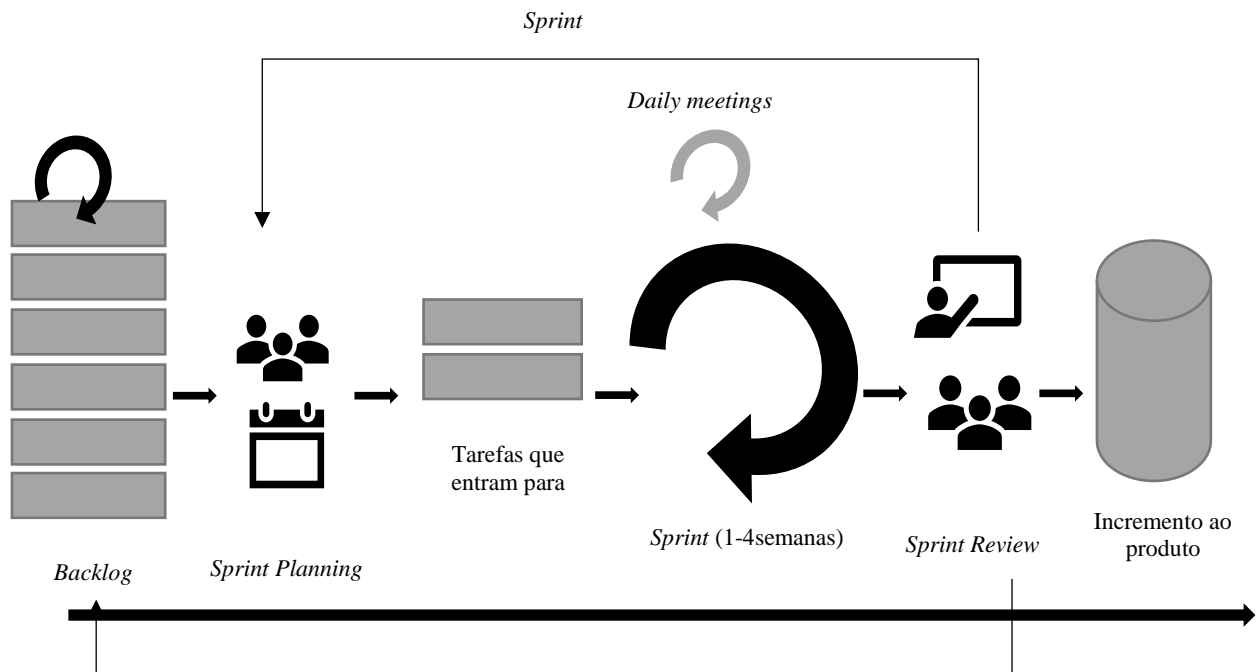 Sprint
Daily meetings
Tarefas que
entram para
Sprint (1-4semanas)
Sprint Review
Incremento ao
produto
Backlog
Sprint Planning